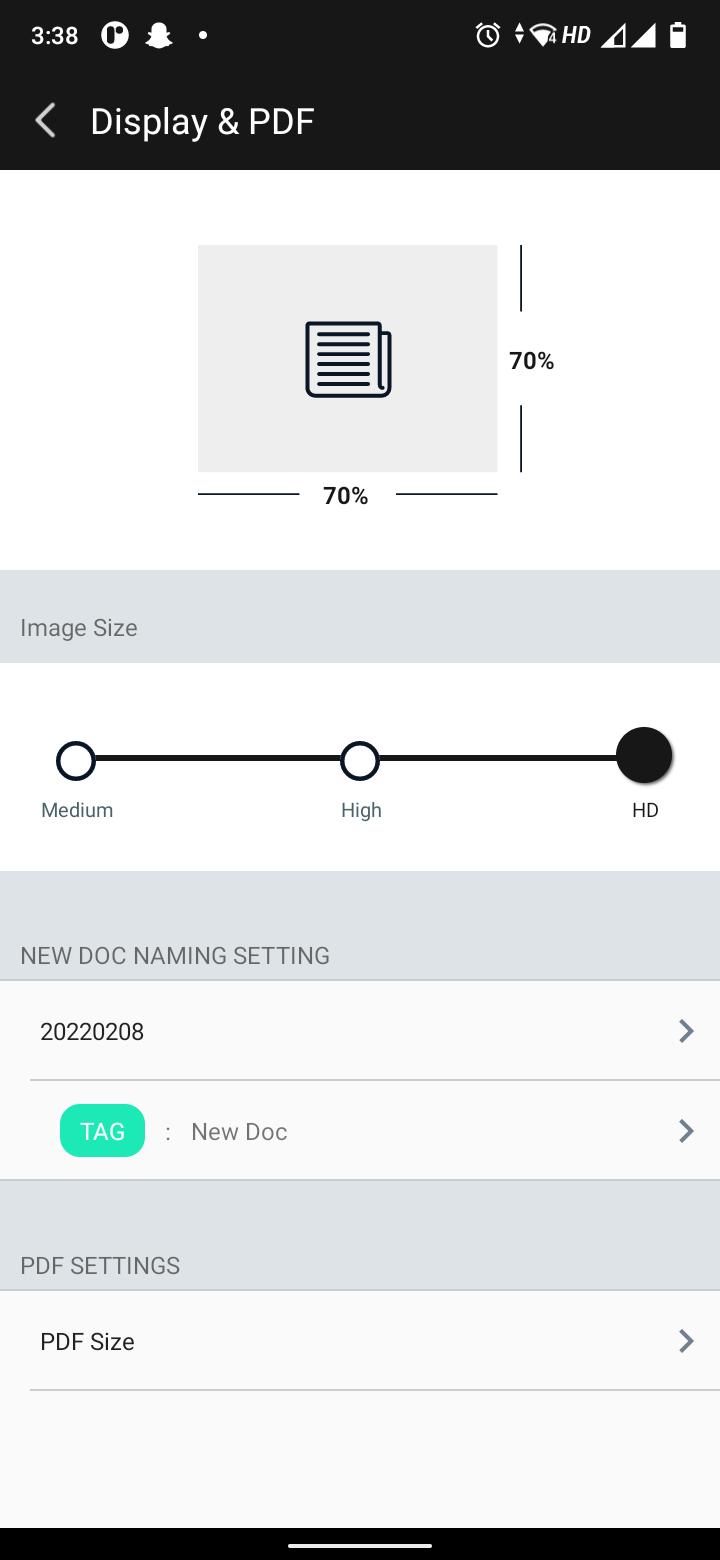 3:38 4 HD
Display & PDF
70%
70%
Image Size
Medium High HD
NEW DOC NAMING SETTING
20220208
TAG : New Doc
PDF SETTINGS
PDF Size